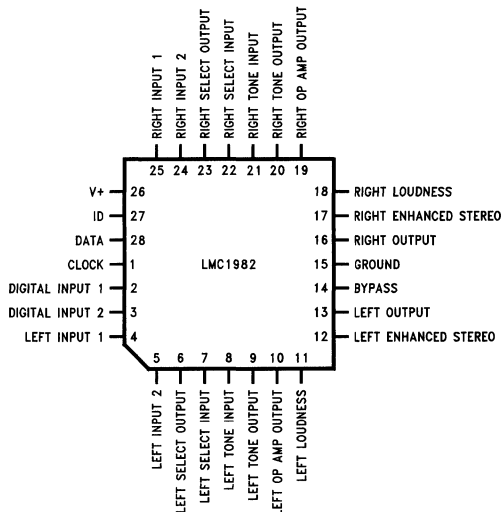 RIGHT INPUT 1
RIGHT INPUT 2
RIGHT SELECT OUTPUT
RIGHT SELECT INPUT
RIGHT TONE INPUT
RIGHT TONE OUTPUT
RIGHT OP AMP OUTPUT
25 24 23 22 21 20 19
V+ 26
ID 27
DATA 28
CLOCK 1
DIGITAL INPUT 1 2
DIGITAL INPUT 2 3
LEFT INPUT 1 4
LMC1982
18 RIGHT LOUDNESS
17 RIGHT ENHANCED STEREO
16 RIGHT OUTPUT
15 GROUND
14 BYPASS
13 LEFT OUTPUT
12 LEFT ENHANCED STEREO
5 6 7 8 9 10 11
LEFT INPUT 2
LEFT SELECT OUTPUT
LEFT SELECT INPUT
LEFT TONE INPUT
LEFT TONE OUTPUT
LEFT OP AMP OUTPUT
LEFT LOUDNESS